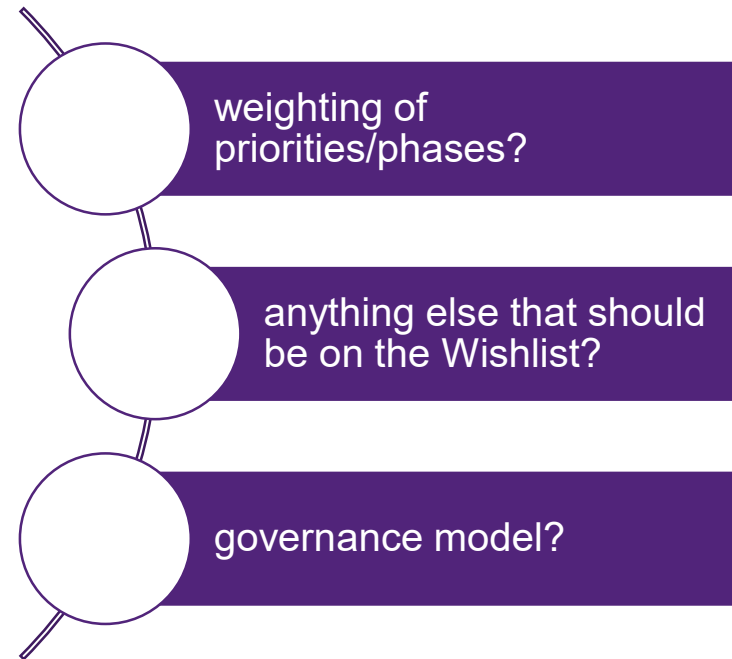 weighting of
priorities/phases?
anything else that should
be on the Wishlist?
governance model?